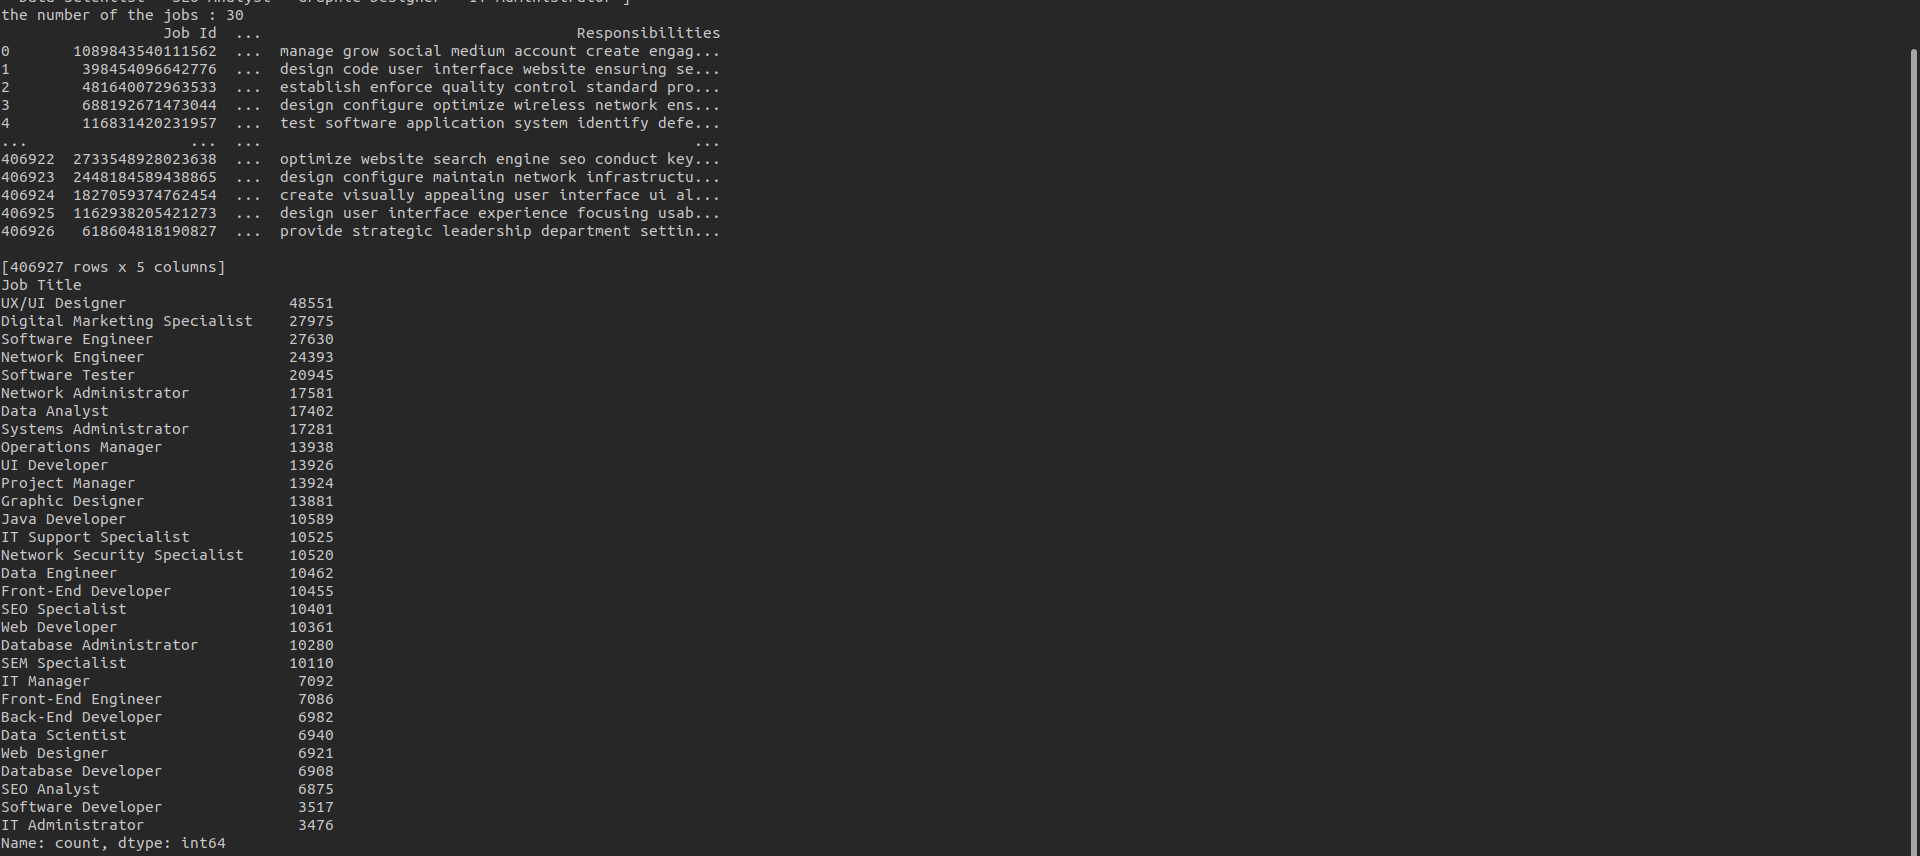 the number of the jobs : 30
Job Id ... Responsibilities
0 1089843540111562 ... manage grow social medium account create engag...
1 398454096642776 ... design code user interface website ensuring se...
2 481640072963533 ... establish enforce quality control standard pro...
3 688192671473044 ... design configure optimize wireless network ens...
4 116831420231957 ... test software application system identify defe...
... ... ... ...
406922 2733548928023638 ... optimize website search engine seo conduct key...
406923 2448184589438865 ... design configure maintain network infrastructu...
406924 1827059374762454 ... create visually appealing user interface ui al...
406925 1162938205421273 ... design user interface experience focusing usab...
406926 618604818190827 ... provide strategic leadership department settin...
[406927 rows x 5 columns]
Job Title
UX/UI Designer 48551
Digital Marketing Specialist 27975
Software Engineer 27630
Network Engineer 24393
Software Tester 20945
Network Administrator 17581
Data Analyst 17402
Systems Administrator 17281
Operations Manager 13938
UI Developer 13926
Project Manager 13924
Graphic Designer 13881
Java Developer 10589
IT Support Specialist 10525
Network Security Specialist 10520
Data Engineer 10462
Front-End Developer 10455
SEO Specialist 10401
Web Developer 10361
Database Administrator 10280
SEM Specialist 10110
IT Manager 7092
Front-End Engineer 7086
Back-End Developer 6982
Data Scientist 6940
Web Designer 6921
Database Developer 6908
SEO Analyst 6875
Software Developer 3517
IT Administrator 3476
Name: count, dtype: int64